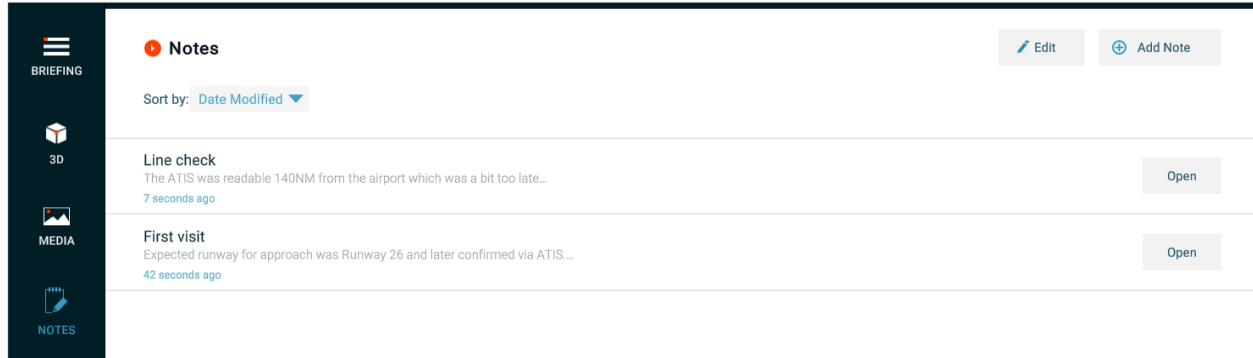 BRIEFING
3D
MEDIA
NOTES
Notes
Edit
Add Note
Sort by: Date Modified
Line check
The ATIS was readable 140NM from the airport which was a bit too late...
7 seconds ago
Open
First visit
Expected runway for approach was Runway 26 and later confirmed via ATIS....
42 seconds ago
Open